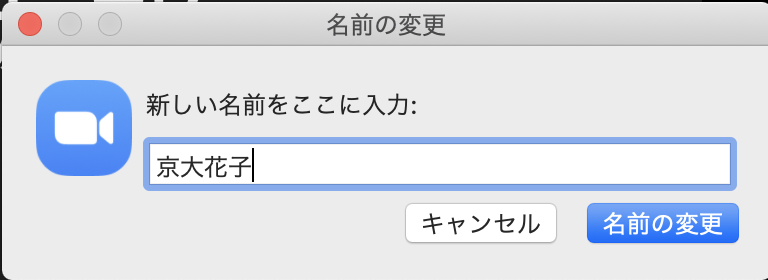 名前の変更
新しい名前をここに入力:
京大花子
キャンセル
名前の変更